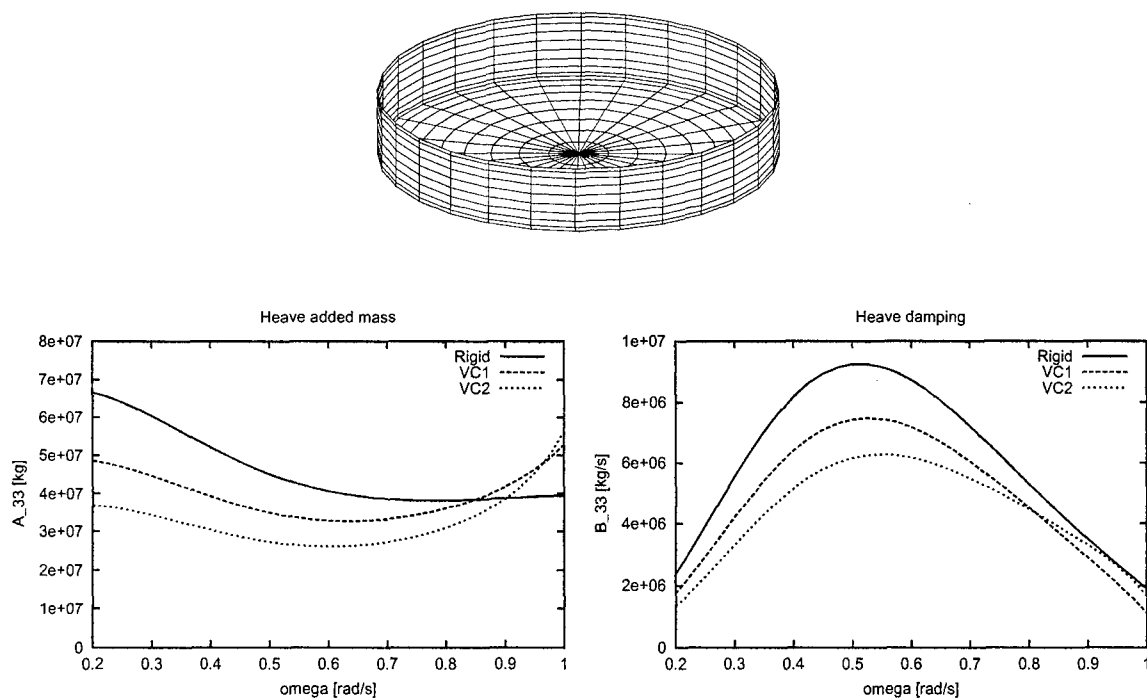 Heave added mass
8e+07
7e+07
6e+07
5e+07
4e+07
3e+07
2e+07
1e+07
0
A_33 [kg]
Rigid
VC1
VC2
0.2 0.3 0.4 0.5 0.6 0.7 0.8 0.9 1
omega [rad/s]
Heave damping
1e+07
8e+06
6e+06
4e+06
2e+06
0
B_33 [kg/s]
Rigid
VC1
VC2
0.2 0.3 0.4 0.5 0.6 0.7 0.8 0.9 1
omega [rad/s]